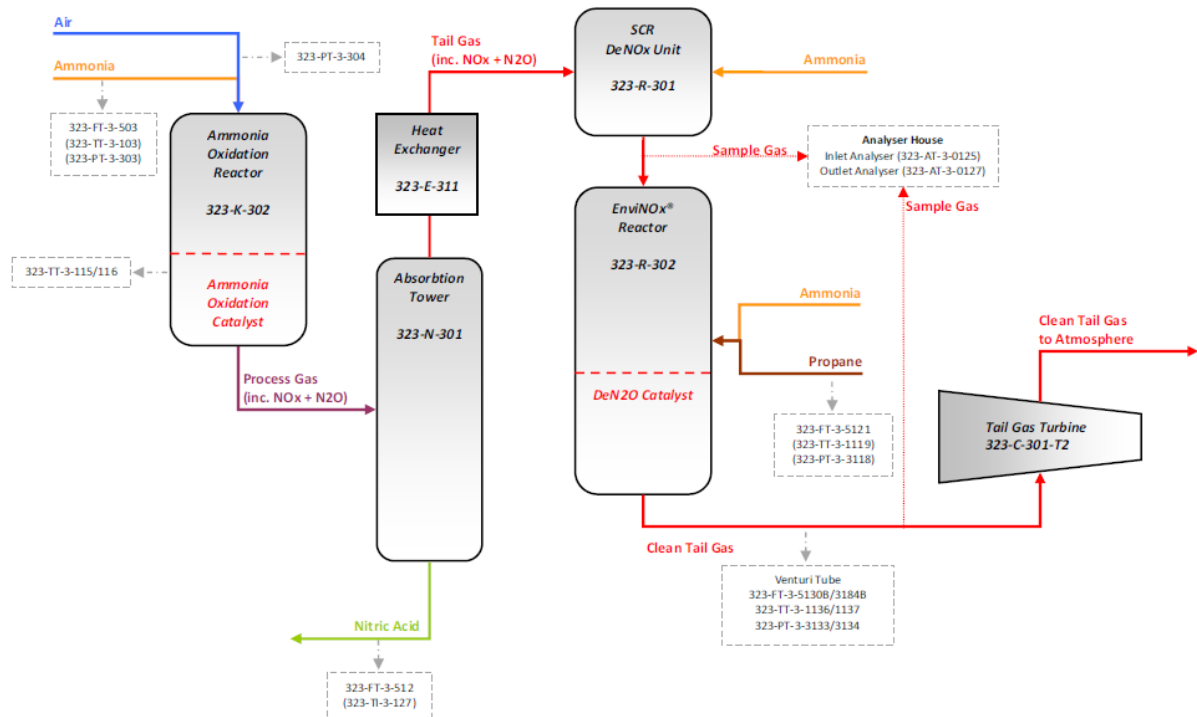 Air
Ammonia
323-PT-3-304
323-FT-3-503
(323-TT-3-103)
(323-PT-3-303)
Ammonia
Oxidation
Reactor
323-K-302
Ammonia
Oxidation
Catalyst
323-TT-3-115/116
Process Gas
(inc. NOx + N2O)
Tail Gas
(inc. NOx + N2O)
Heat
Exchanger
323-E-311
Absorbtion
Tower
323-N-301
Nitric Acid
323-FT-3-512
(323-TI-3-127)
SCR
DeNOx Unit
323-R-301
Ammonia
Sample Gas
Analyser House
Inlet Analyser (323-AT-3-0125)
Outlet Analyser (323-AT-3-0127)
Sample Gas
EnviNOx®
Reactor
323-R-302
Ammonia
Propane
DeN2O Catalyst
323-FT-3-5121
(323-TT-3-1119)
(323-PT-3-3118)
Clean Tail Gas
to Atmosphere
Tail Gas Turbine
323-C-301-T2
Clean Tail Gas
Venturi Tube
323-FT-3-5130B/3184B
323-TT-3-1136/1137
323-PT-3-3133/3134